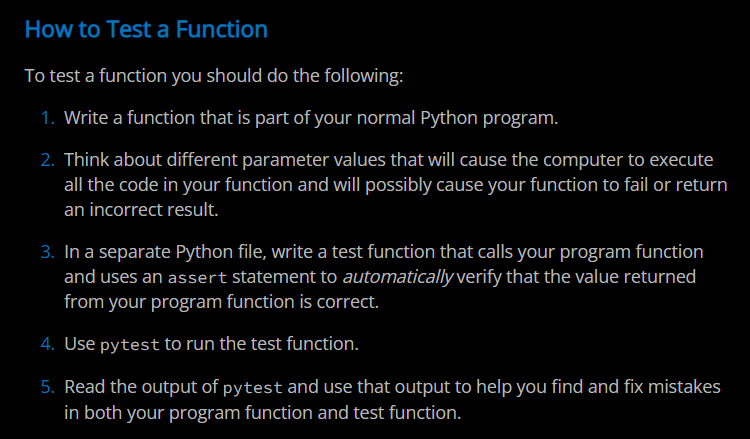 How to Test a Function
To test a function you should do the following:
1. Write a function that is part of your normal Python program.
2. Think about different parameter values that will cause the computer to execute
all the code in your function and will possibly cause your function to fail or return
an incorrect result.
3. In a separate Python file, write a test function that calls your program function
and uses an assert statement to automatically verify that the value returned
from your program function is correct.
4. Use pytest to run the test function.
5. Read the output of pytest and use that output to help you find and fix mistakes
in both your program function and test function.